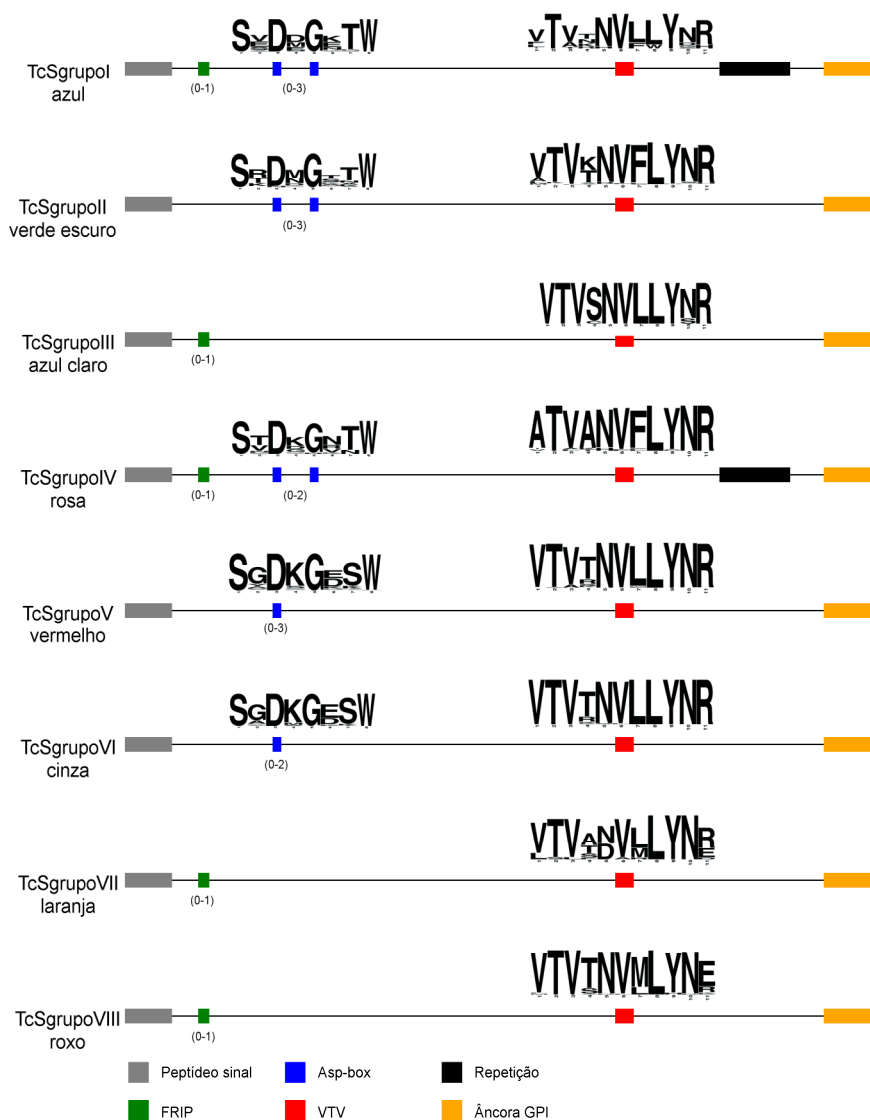 SVDDGKTW VTVTNVLLYNR
TcSgrupoI
azul
(0-1) (0-3)
SRDMGTTW VTVKNVFLYNR
TcSgrupoII
verde escuro
(0-3)
VTVSNVLLYNR
TcSgrupoIII
azul claro
(0-1)
STDKGNTW ATVANVFLYNR
TcSgrupoIV
rosa
(0-1) (0-2)
SGDKGESW VTVTNVLLYNR
TcSgrupoV
vermelho
(0-3)
SGDKGESW VTVTNVLLYNR
TcSgrupoVI
cinza
(0-2)
VTVANVLLYNR
TcSgrupoVII
laranja
(0-1)
VTVTNVMLYNE
TcSgrupoVIII
roxo
(0-1)
Peptídeo sinal Asp-box Repetição
FRIP VTV Âncora GPI